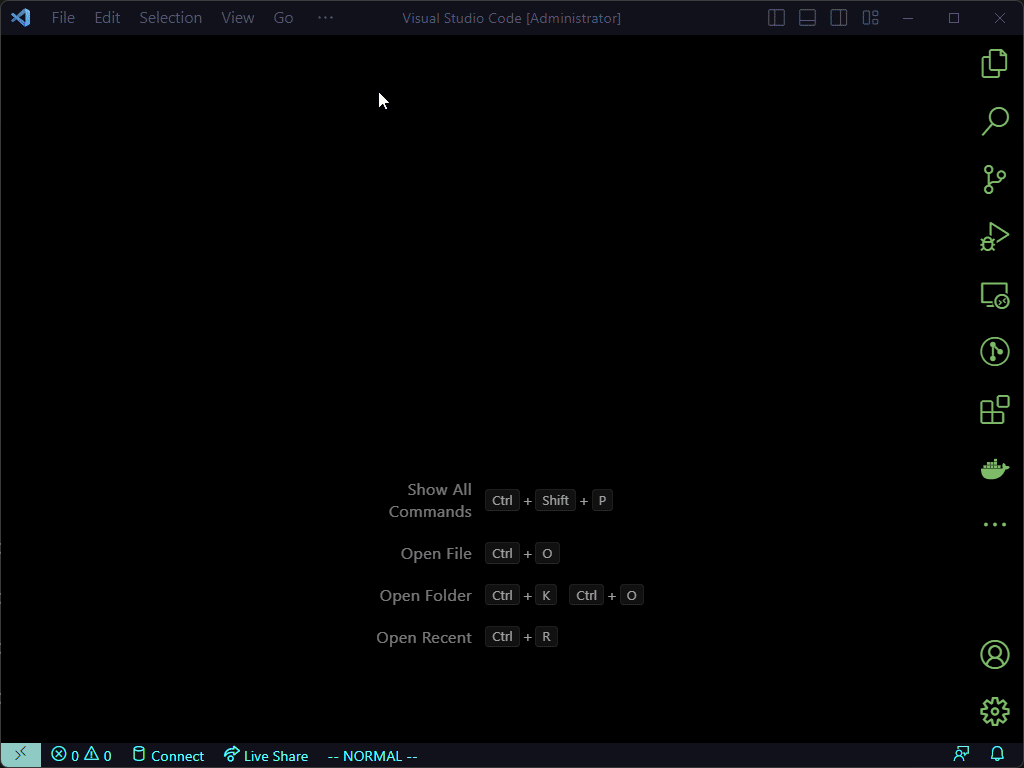 File Edit Selection View Go ··· Visual Studio Code [Administrator]
Show All
Commands Ctrl + Shift + P
Open File Ctrl + O
Open Folder Ctrl + K Ctrl + O
Open Recent Ctrl + R
0 0 Connect Live Share -- NORMAL --